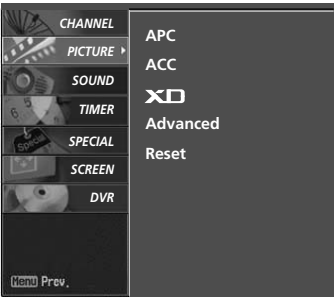 CHANNEL
PICTURE
SOUND
TIMER
SPECIAL
SCREEN
DVR
Menu Prev.
APC
ACC
XD
Advanced
Reset